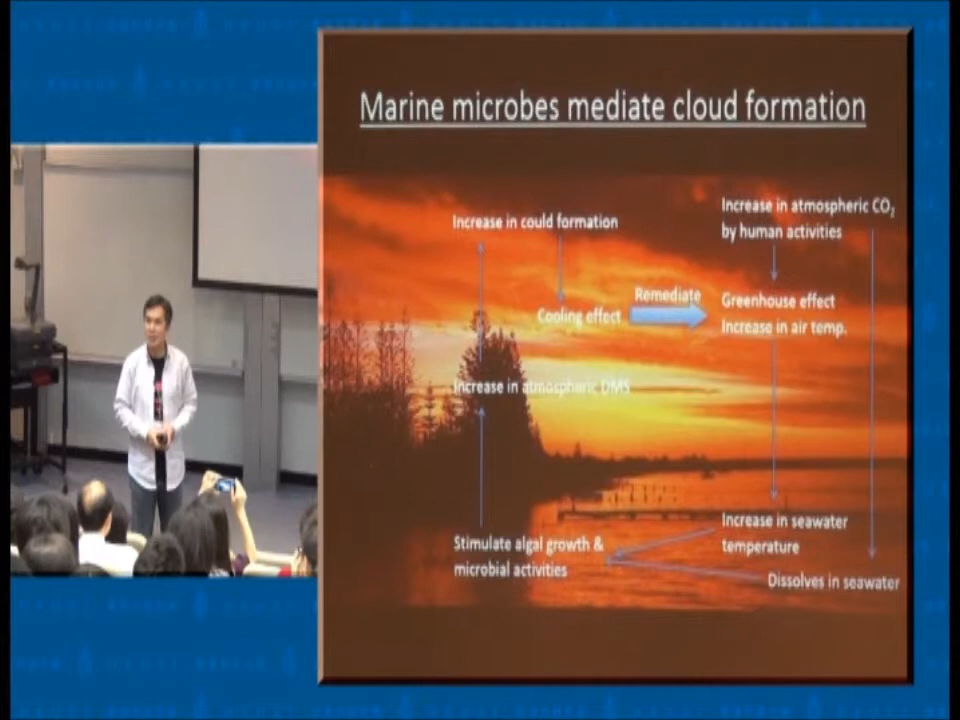 Marine microbes mediate cloud formation
Increase in could formation
Increase in atmospheric CO₂
by human activities
Cooling effect
Remediate
Greenhouse effect
Increase in air temp.
Increase in atmospheric DMS
Stimulate algal growth &
microbial activities
Increase in seawater
temperature
Dissolves in seawater